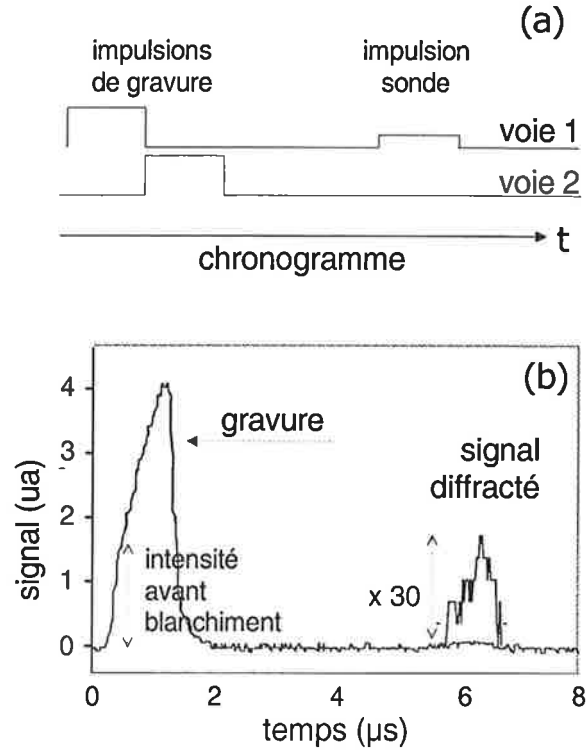 (a)
impulsions
de gravure
impulsion
sonde
voie 1
voie 2
t
chronogramme
(b)
4
3
2
1
0
signal (ua)
gravure
signal
diffracté
intensité
avant
blanchiment
x 30
0
2
4
6
8
temps (µs)